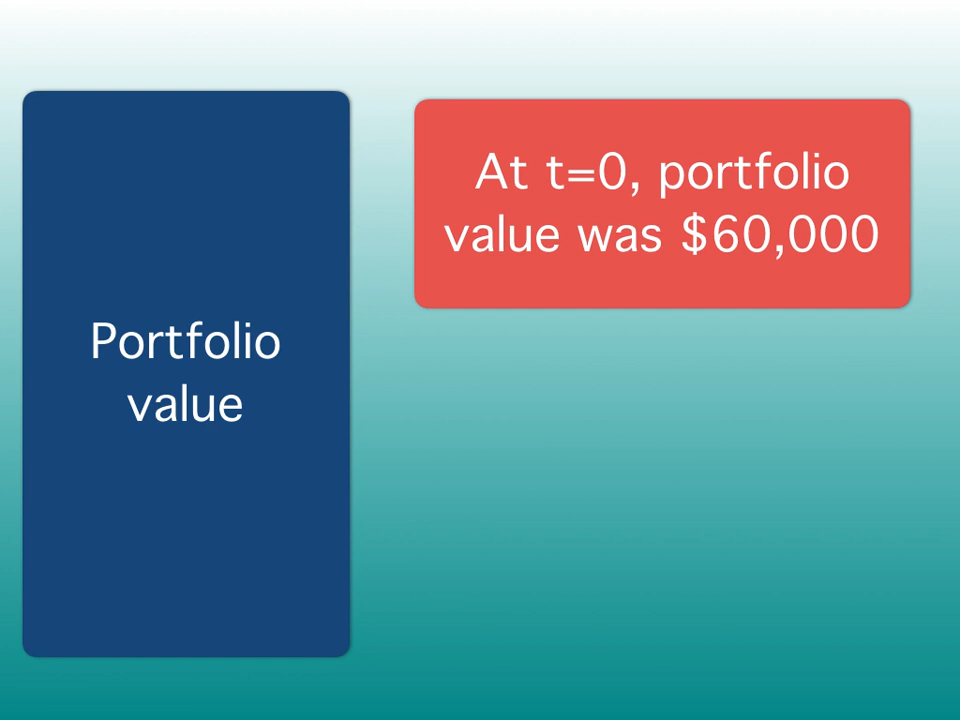 Portfolio
value
At t=0, portfolio
value was $60,000